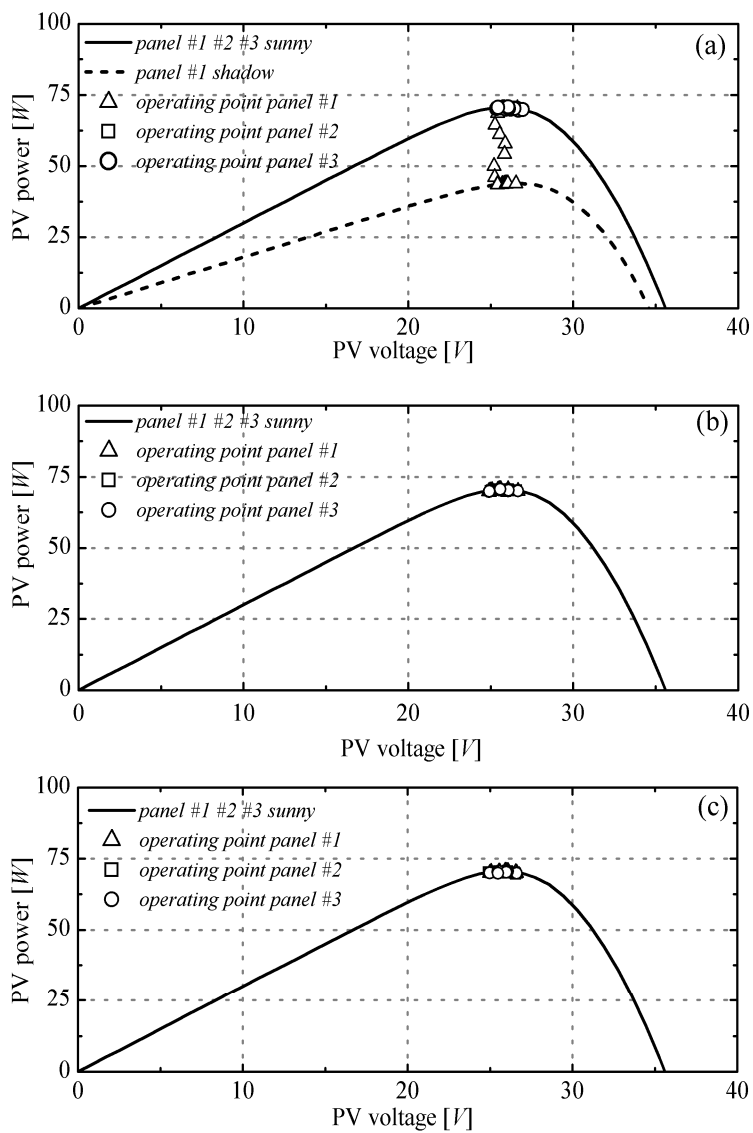 (a)
panel #1 #2 #3 sunny
panel #1 shadow
operating point panel #1
operating point panel #2
operating point panel #3
PV power [W]
100
75
50
25
0
0 10 20 30 40
PV voltage [V]
(b)
panel #1 #2 #3 sunny
operating point panel #1
operating point panel #2
operating point panel #3
PV power [W]
100
75
50
25
0
0 10 20 30 40
PV voltage [V]
(c)
panel #1 #2 #3 sunny
operating point panel #1
operating point panel #2
operating point panel #3
PV power [W]
100
75
50
25
0
0 10 20 30 40
PV voltage [V]